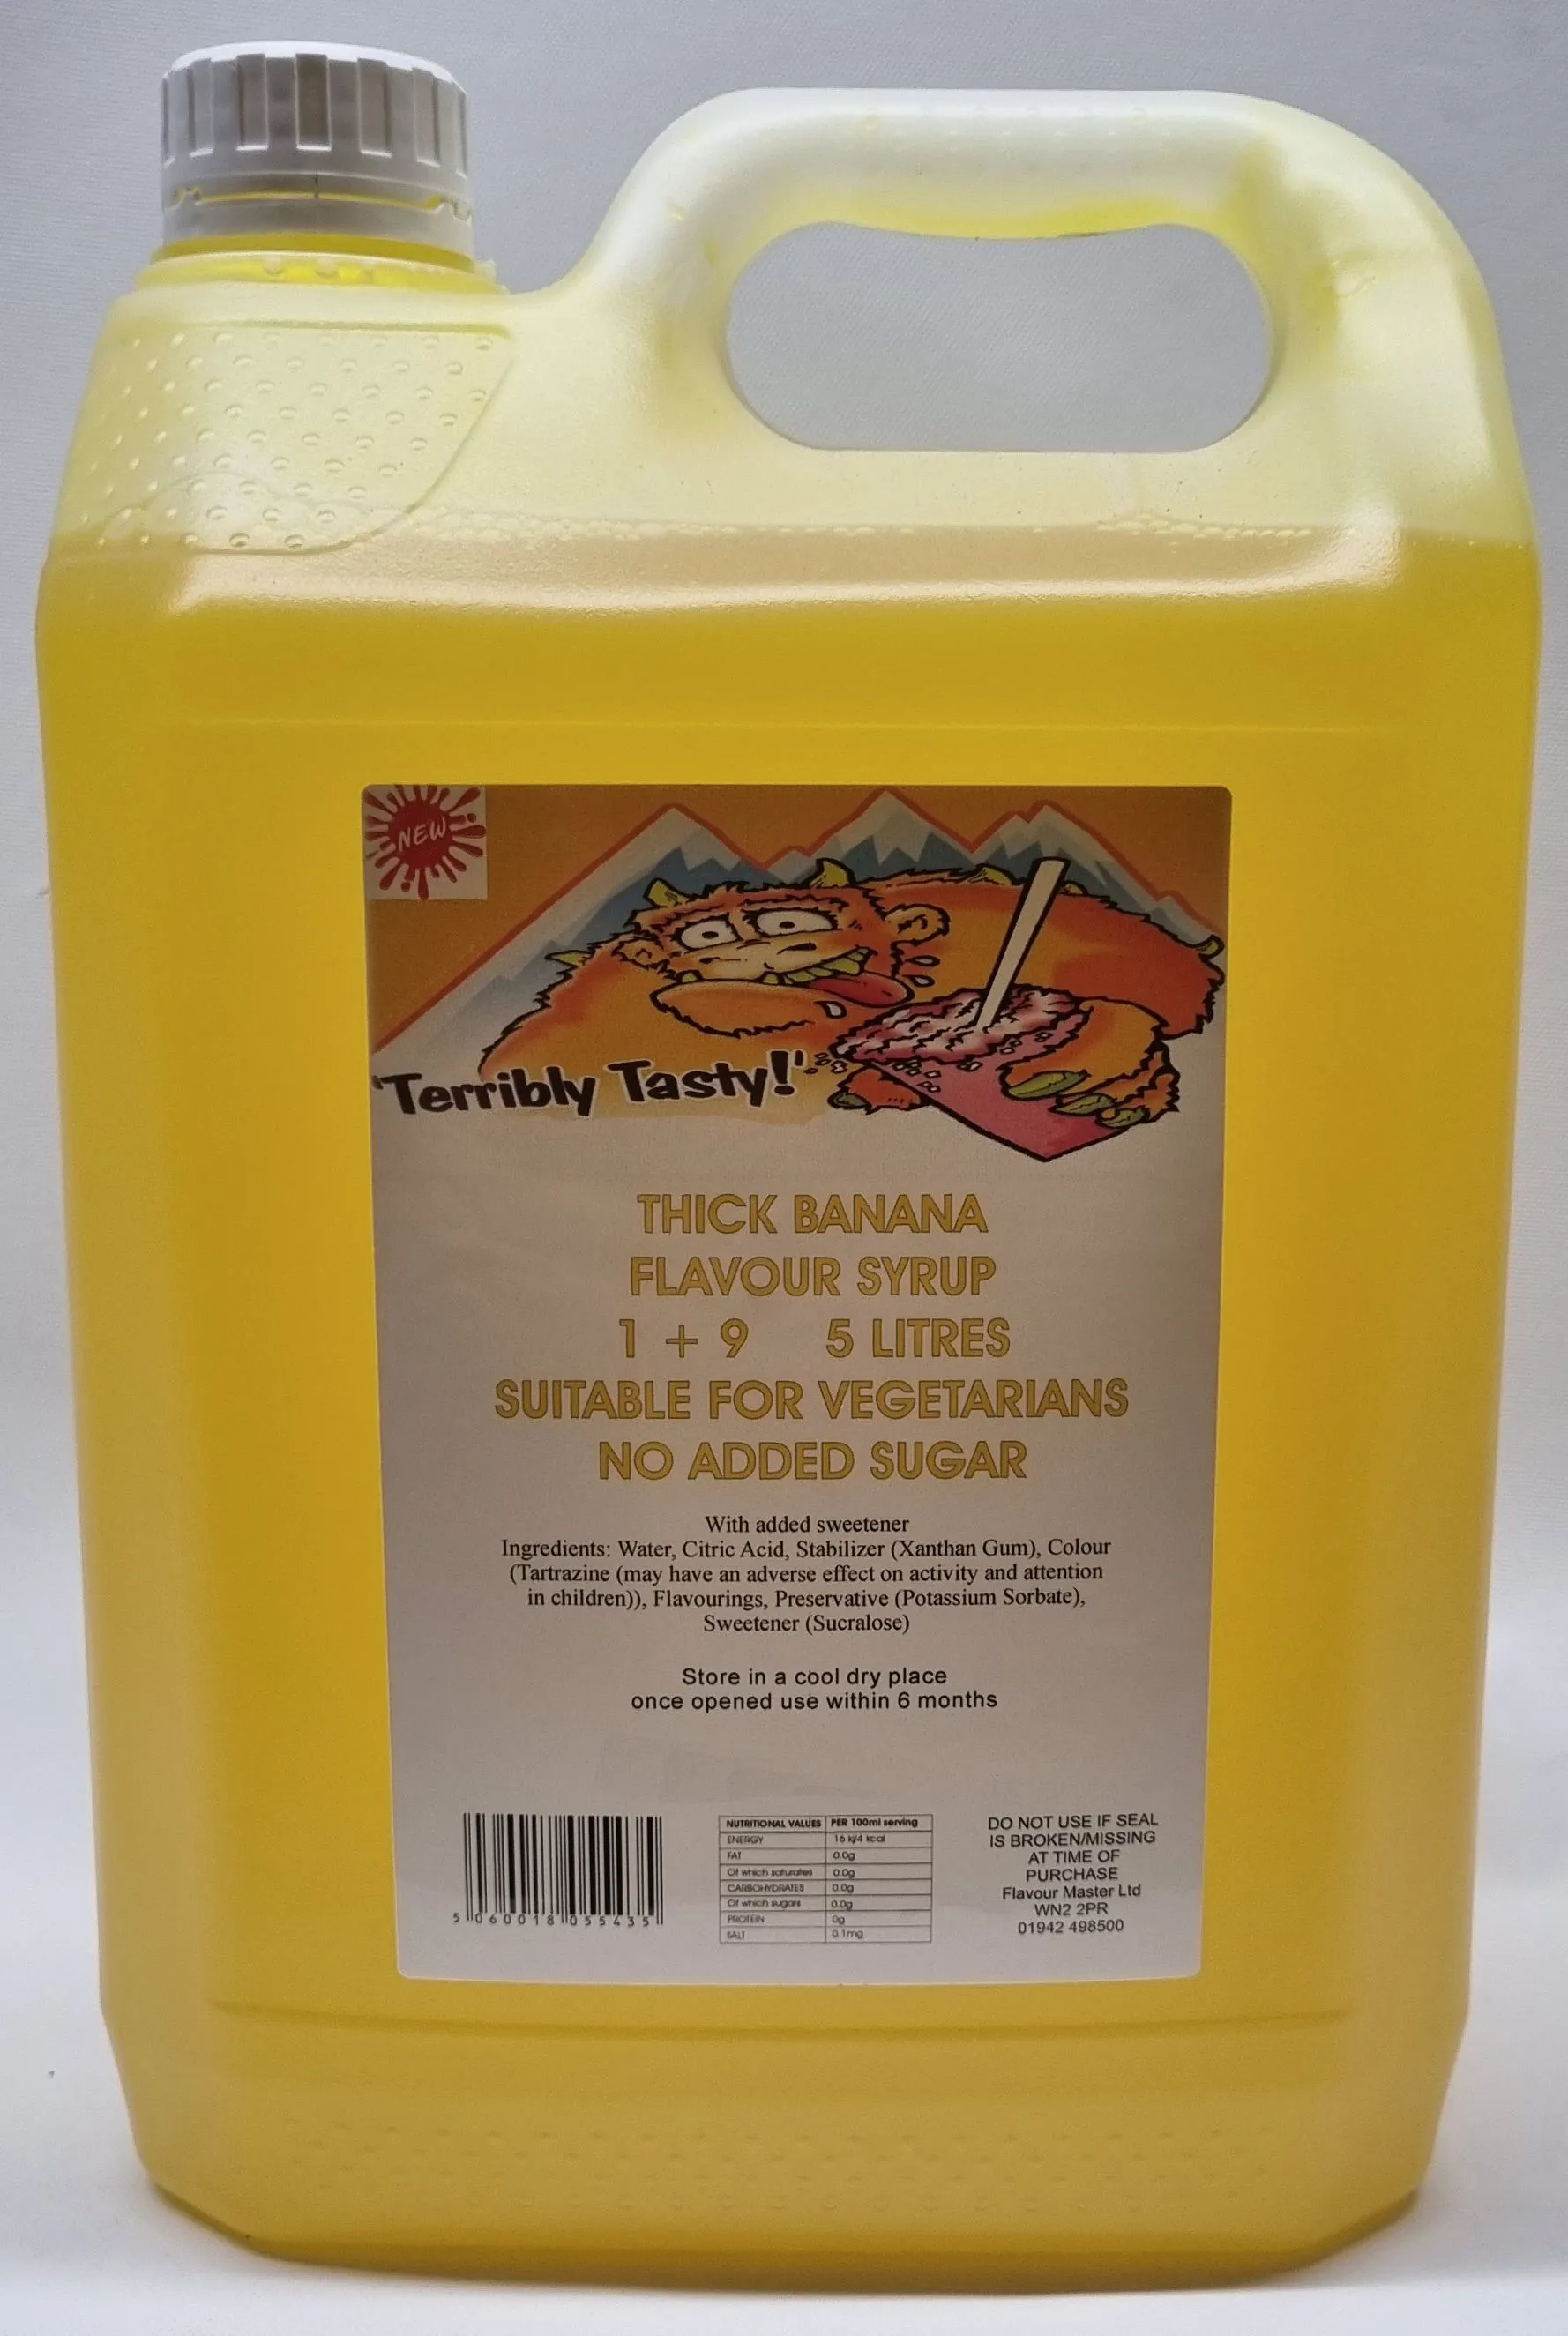 NEW
'Terribly Tasty!'
THICK BANANA
FLAVOUR SYRUP
1 + 9 5 LITRES
SUITABLE FOR VEGETARIANS
NO ADDED SUGAR
With added sweetener
Ingredients: Water, Citric Acid, Stabilizer (Xanthan Gum), Colour
(Tartrazine (may have an adverse effect on activity and attention
in children)), Flavourings, Preservative (Potassium Sorbate),
Sweetener (Sucralose)
Store in a cool dry place
once opened use within 6 months
5 060018 055435
NUTRITIONAL VALUES PER 100ml serving
ENERGY 16 kj/4 kcal
FAT 0.0g
Of which saturates 0.0g
CARBOHYDRATES 0.0g
Of which sugars 0.0g
PROTEIN 0g
SALT 0.1mg
DO NOT USE IF SEAL
IS BROKEN/MISSING
AT TIME OF
PURCHASE
Flavour Master Ltd
WN2 2PR
01942 498500